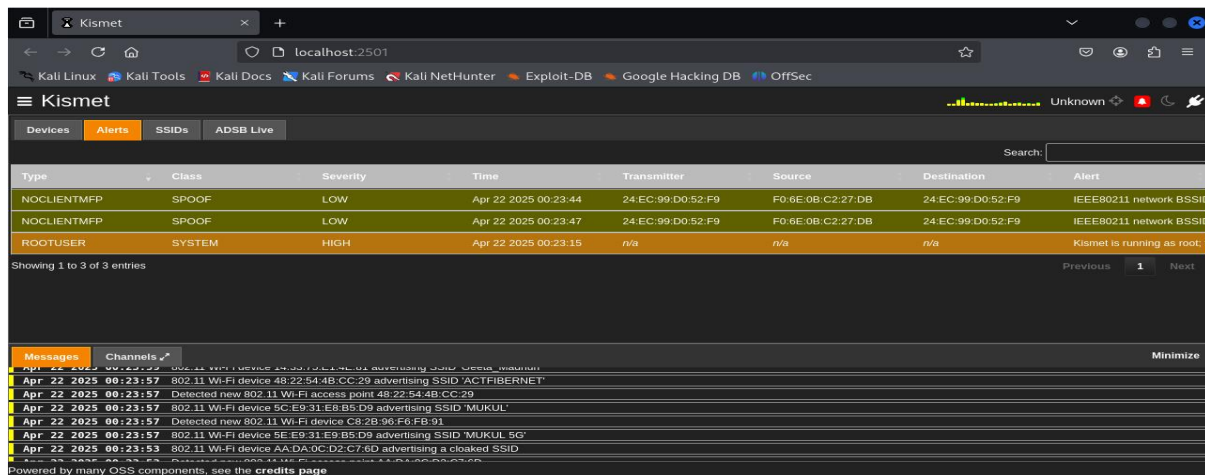 Kismet
localhost:2501
Kali Linux Kali Tools Kali Docs Kali Forums Kali NetHunter Exploit-DB Google Hacking DB OffSec
Kismet Unknown
Devices Alerts SSIDs ADSB Live
Search:
Type Class Severity Time Transmitter Source Destination Alert
NOCLIENTMFP SPOOF LOW Apr 22 2025 00:23:44 24:EC:99:D0:52:F9 F0:6E:0B:C2:27:DB 24:EC:99:D0:52:F9 IEEE80211 network BSSI
NOCLIENTMFP SPOOF LOW Apr 22 2025 00:23:47 24:EC:99:D0:52:F9 F0:6E:0B:C2:27:DB 24:EC:99:D0:52:F9 IEEE80211 network BSSI
ROOTUSER SYSTEM HIGH Apr 22 2025 00:23:15 n/a n/a n/a Kismet is running as root;
Showing 1 to 3 of 3 entries Previous 1 Next
Messages Channels Minimize
802.11 Wi-Fi device advertising SSID
Apr 22 2025 00:23:57 802.11 Wi-Fi device 48:22:54:4B:CC:29 advertising SSID 'ACTFIBERNET'
Apr 22 2025 00:23:57 Detected new 802.11 Wi-Fi access point 48:22:54:4B:CC:29
Apr 22 2025 00:23:57 802.11 Wi-Fi device 5C:E9:31:E8:B5:D9 advertising SSID 'MUKUL'
Apr 22 2025 00:23:57 Detected new 802.11 Wi-Fi device C8:2B:96:F6:FB:91
Apr 22 2025 00:23:57 802.11 Wi-Fi device 5E:E9:31:E9:B5:D9 advertising SSID 'MUKUL 5G'
Apr 22 2025 00:23:53 802.11 Wi-Fi device AA:DA:0C:D2:C7:6D advertising a cloaked SSID
Powered by many OSS components, see the credits page